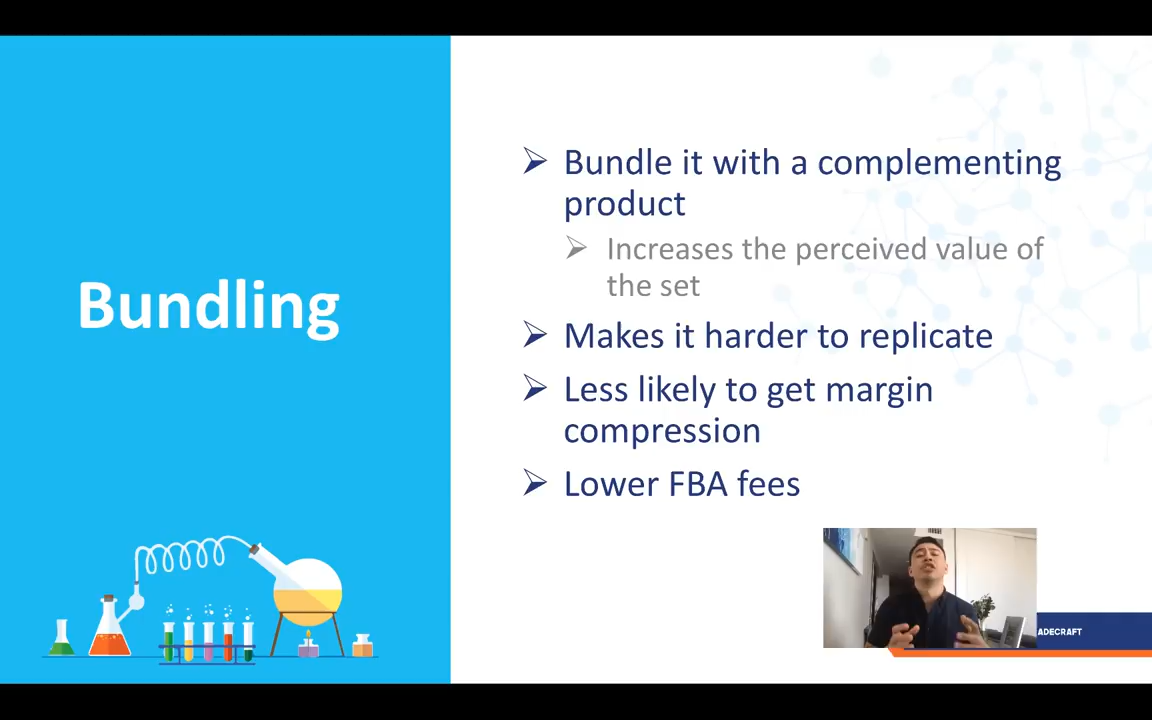 Bundling
➢ Bundle it with a complementing
product
➢ Increases the perceived value of
the set
➢ Makes it harder to replicate
➢ Less likely to get margin
compression
➢ Lower FBA fees
ADECRAFT